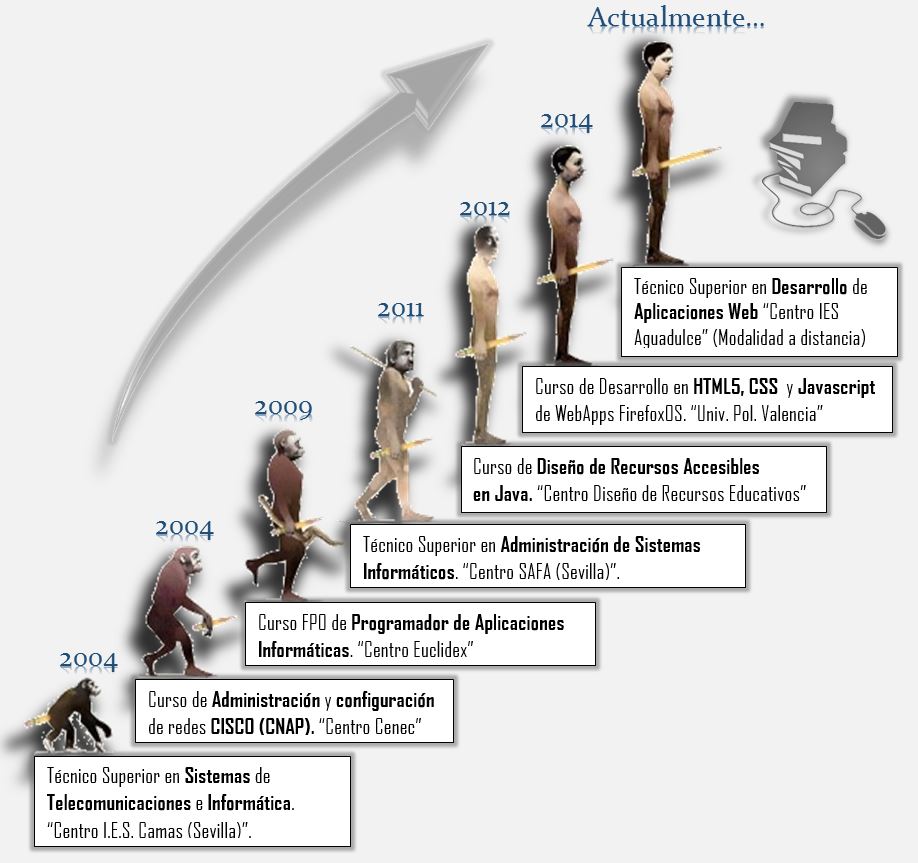 Actualmente...
Técnico Superior en Desarrollo de
Aplicaciones Web “Centro IES
Aguadulce” (Modalidad a distancia)
2014
Curso de Desarrollo en HTML5, CSS y Javascript
de WebApps FirefoxOS. “Univ. Pol. Valencia”
2012
Curso de Diseño de Recursos Accesibles
en Java. “Centro Diseño de Recursos Educativos”
2011
Técnico Superior en Administración de Sistemas
Informáticos. “Centro SAFA (Sevilla)”.
2009
Curso FPO de Programador de Aplicaciones
Informáticas. “Centro Euclidex”
2004
Curso de Administración y configuración
de redes CISCO (CNAP). “Centro Cenec”
2004
Técnico Superior en Sistemas de
Telecomunicaciones e Informática.
“Centro I.E.S. Camas (Sevilla)”.